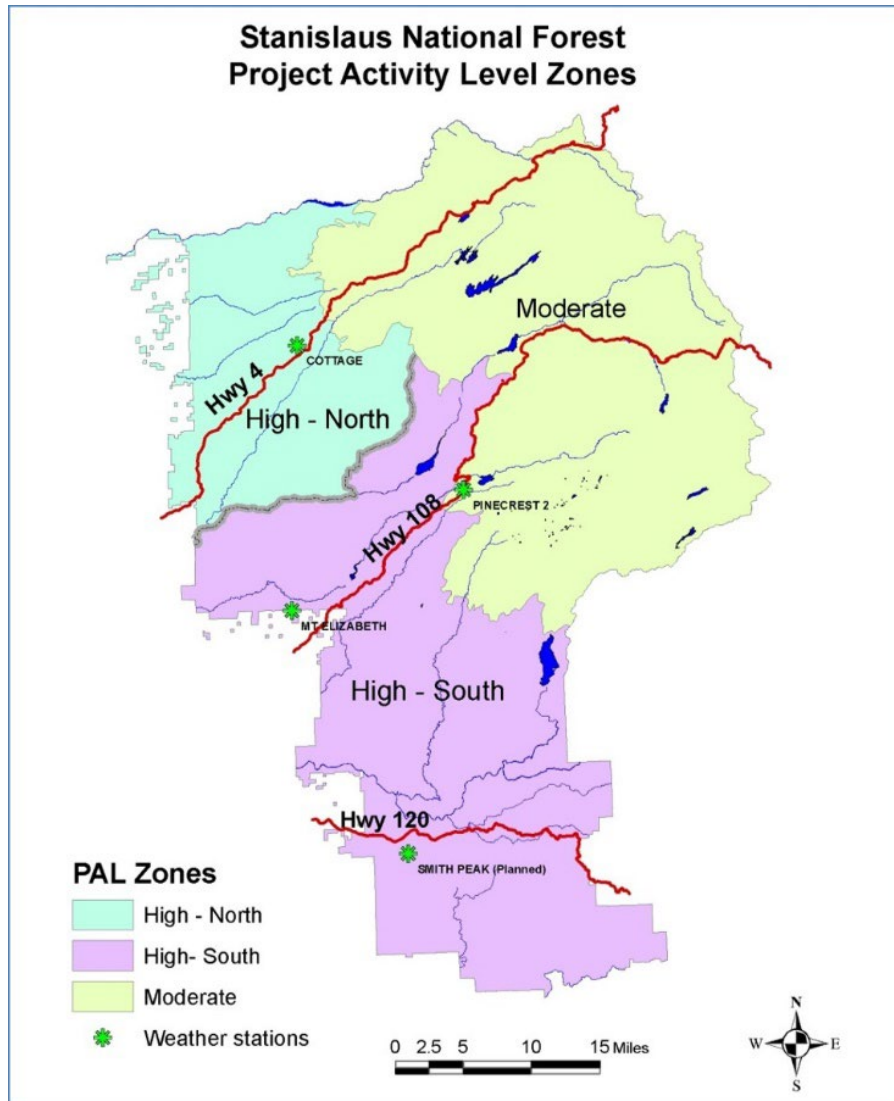 Stanislaus National Forest
Project Activity Level Zones
Moderate
COTTAGE
Hwy 4
High - North
PINECREST 2
Hwy 108
MT ELIZABETH
High - South
Hwy 120
SMITH PEAK (Planned)
PAL Zones
High - North
High- South
Moderate
Weather stations
0 2.5 5 10 15 Miles
N
W E
S